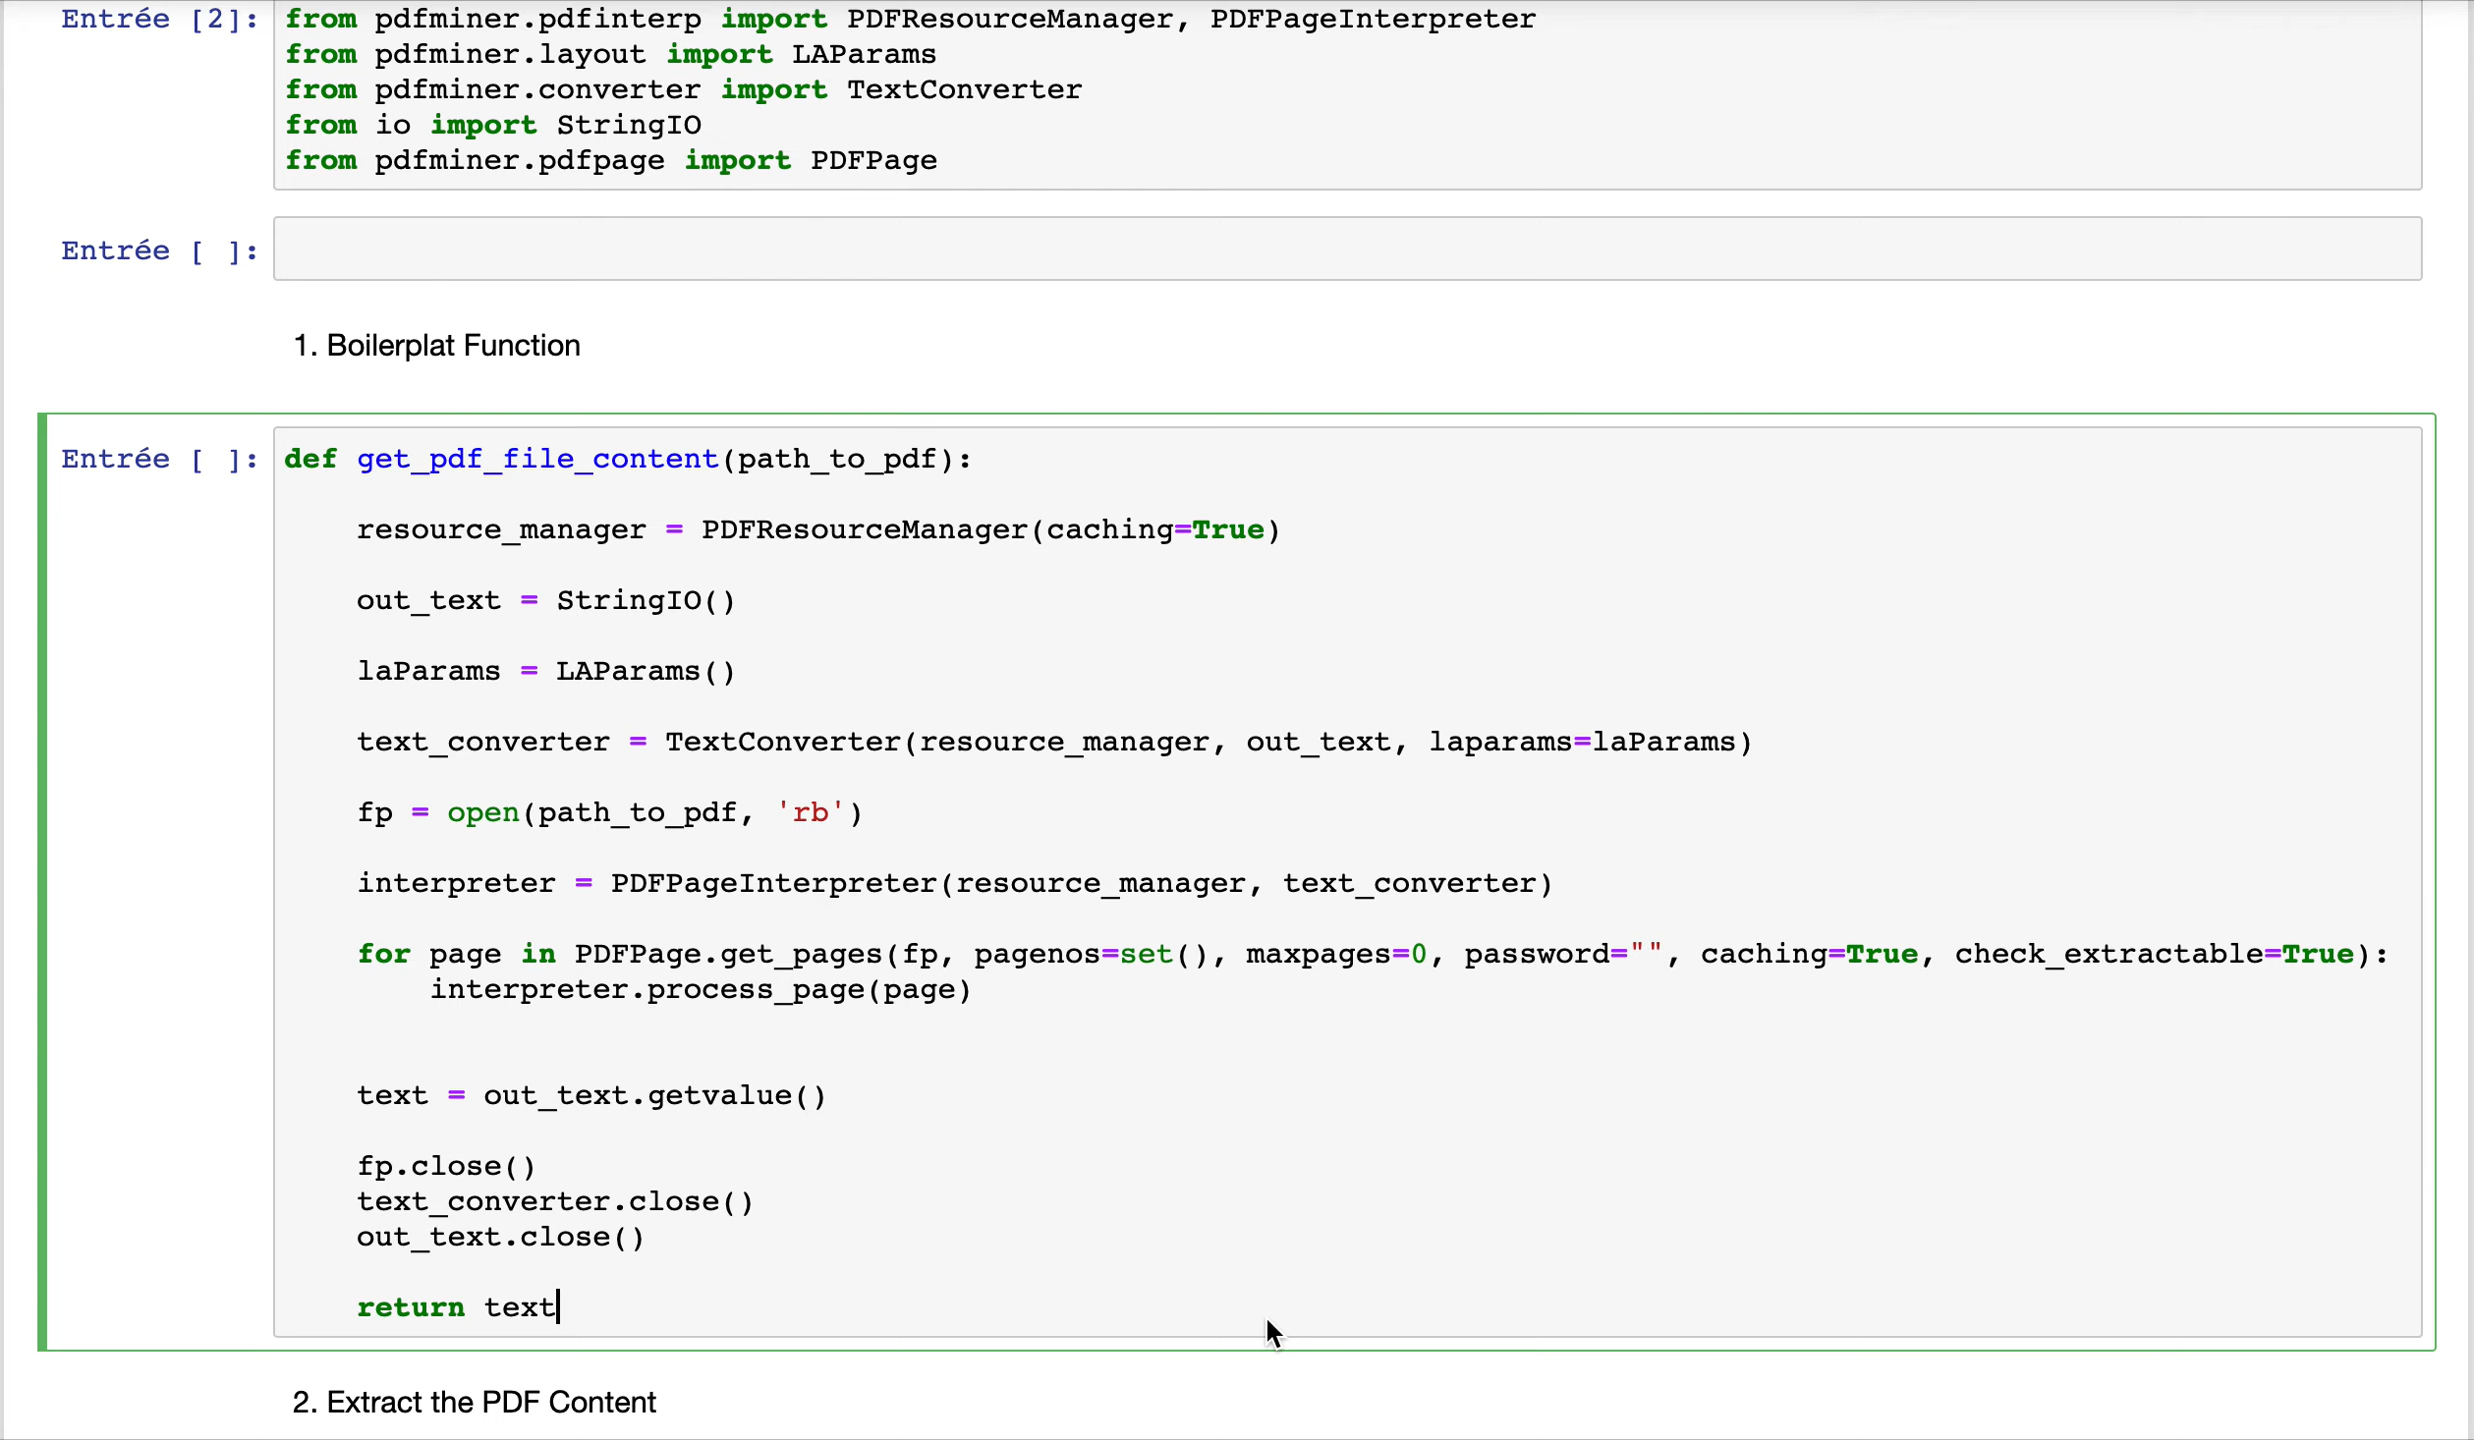 Entrée [2]: from pdfminer.pdfinterp import PDFResourceManager, PDFPageInterpreter
from pdfminer.layout import LAParams
from pdfminer.converter import TextConverter
from io import StringIO
from pdfminer.pdfpage import PDFPage
Entrée [ ]:
1. Boilerplat Function
Entrée [ ]: def get_pdf_file_content(path_to_pdf):
    resource_manager = PDFResourceManager(caching=True)
    out_text = StringIO()
    laParams = LAParams()
    text_converter = TextConverter(resource_manager, out_text, laparams=laParams)
    fp = open(path_to_pdf, 'rb')
    interpreter = PDFPageInterpreter(resource_manager, text_converter)
    for page in PDFPage.get_pages(fp, pagenos=set(), maxpages=0, password="", caching=True, check_extractable=True):
        interpreter.process_page(page)
    text = out_text.getvalue()
    fp.close()
    text_converter.close()
    out_text.close()
    return text
2. Extract the PDF Content